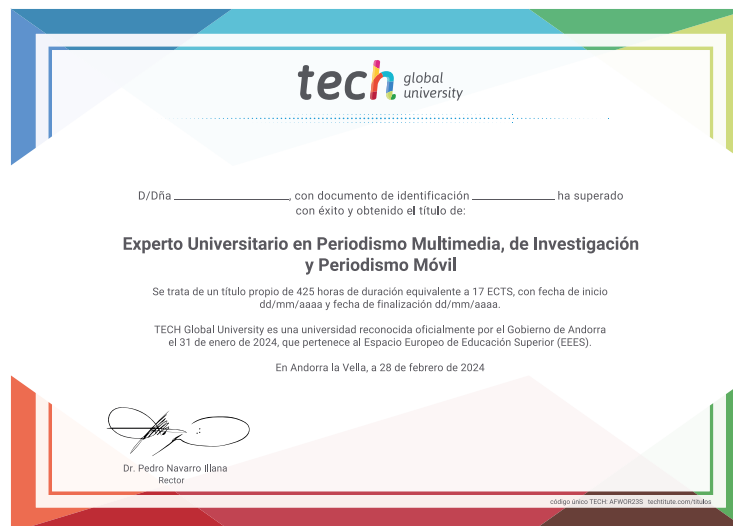 tech global university
D/Dña ____________________, con documento de identificación ______________ ha superado
con éxito y obtenido el título de:
Experto Universitario en Periodismo Multimedia, de Investigación
y Periodismo Móvil
Se trata de un título propio de 425 horas de duración equivalente a 17 ECTS, con fecha de inicio
dd/mm/aaaa y fecha de finalización dd/mm/aaaa.
TECH Global University es una universidad reconocida oficialmente por el Gobierno de Andorra
el 31 de enero de 2024, que pertenece al Espacio Europeo de Educación Superior (EEES).
En Andorra la Vella, a 28 de febrero de 2024
Dr. Pedro Navarro Illana
Rector
código único TECH: AFWOR23S techtitute.com/titulos